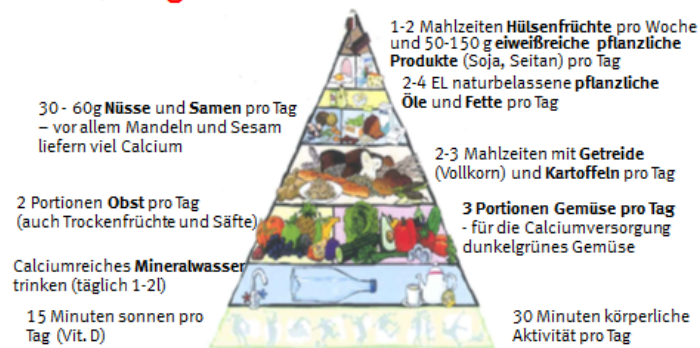 1-2 Mahlzeiten Hülsenfrüchte pro Woche
und 50-150 g eiweißreiche pflanzliche
Produkte (Soja, Seitan) pro Tag
2-4 EL naturbelassene pflanzliche
Öle und Fette pro Tag
30 - 60g Nüsse und Samen pro Tag
– vor allem Mandeln und Sesam
liefern viel Calcium
2-3 Mahlzeiten mit Getreide
(Vollkorn) und Kartoffeln pro Tag
2 Portionen Obst pro Tag
(auch Trockenfrüchte und Säfte)
3 Portionen Gemüse pro Tag
- für die Calciumversorgung
dunkelgrünes Gemüse
Calciumreiches Mineralwasser
trinken (täglich 1-2l)
15 Minuten sonnen pro
Tag (Vit. D)
30 Minuten körperliche
Aktivität pro Tag